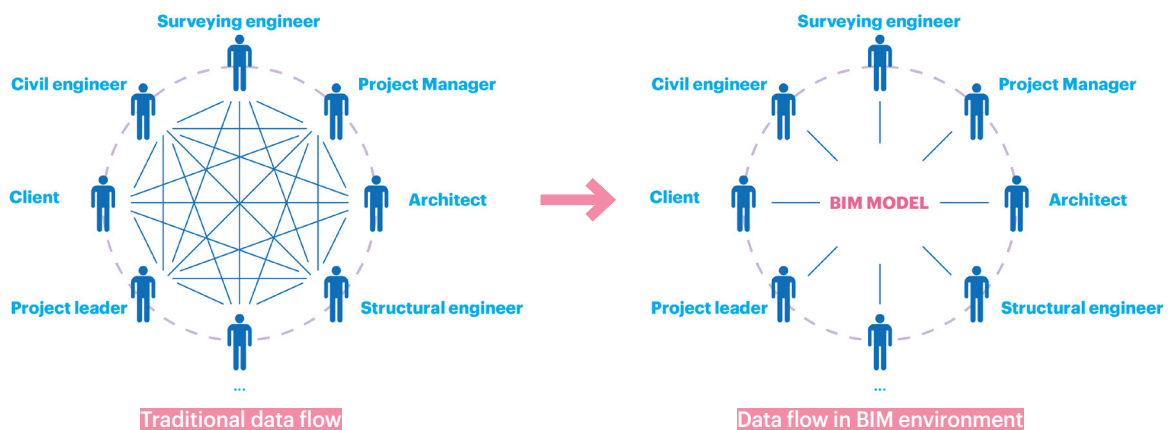 Surveying engineer
Civil engineer
Project Manager
Client
Architect
Project leader
Structural engineer
...
Traditional data flow
Surveying engineer
Civil engineer
Project Manager
Client
BIM MODEL
Architect
Project leader
Structural engineer
...
Data flow in BIM environment